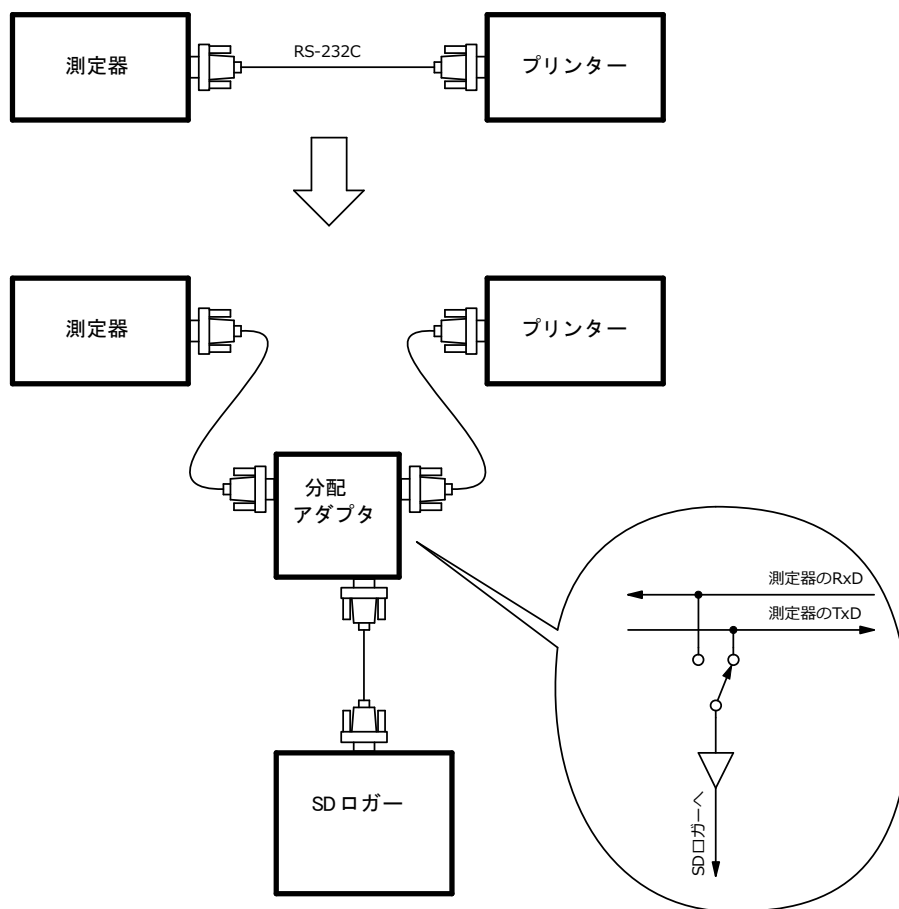 測定器
RS-232C
プリンター
測定器
プリンター
分配
アダプタ
測定器のRxD
測定器のTxD
SDロガーへ
SDロガー